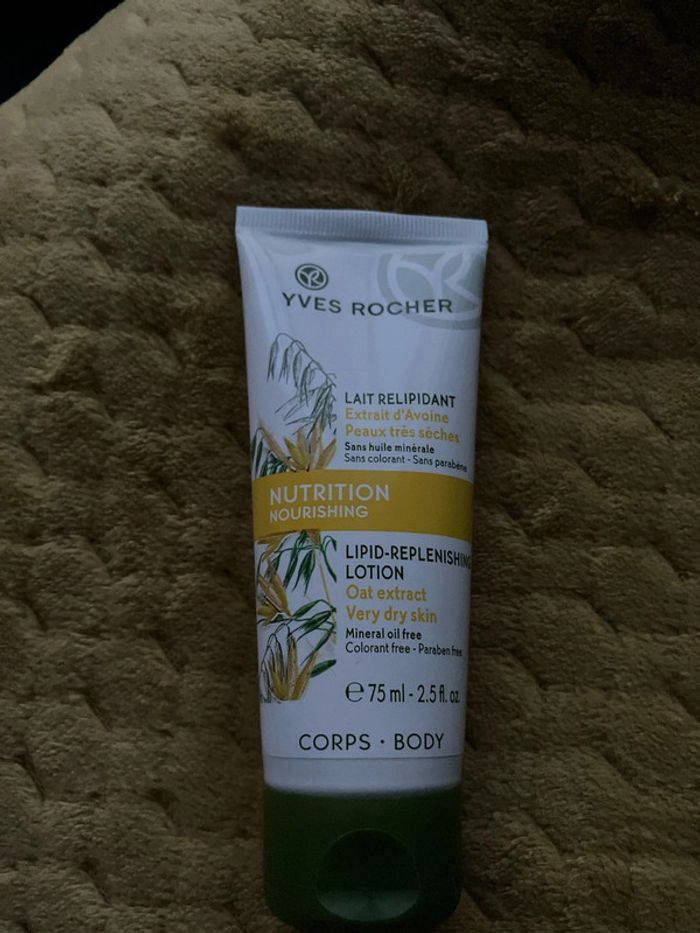 YVES ROCHER
LAIT RELIPIDANT
Extrait d'Avoine
Peaux très sèches
Sans huile minérale
Sans colorant - Sans parabène
NUTRITION
NOURISHING
LIPID-REPLENISHING
LOTION
Oat extract
Very dry skin
Mineral oil free
Colorant free - Paraben free
℮ 75 ml - 2.5 fl. oz.
CORPS • BODY